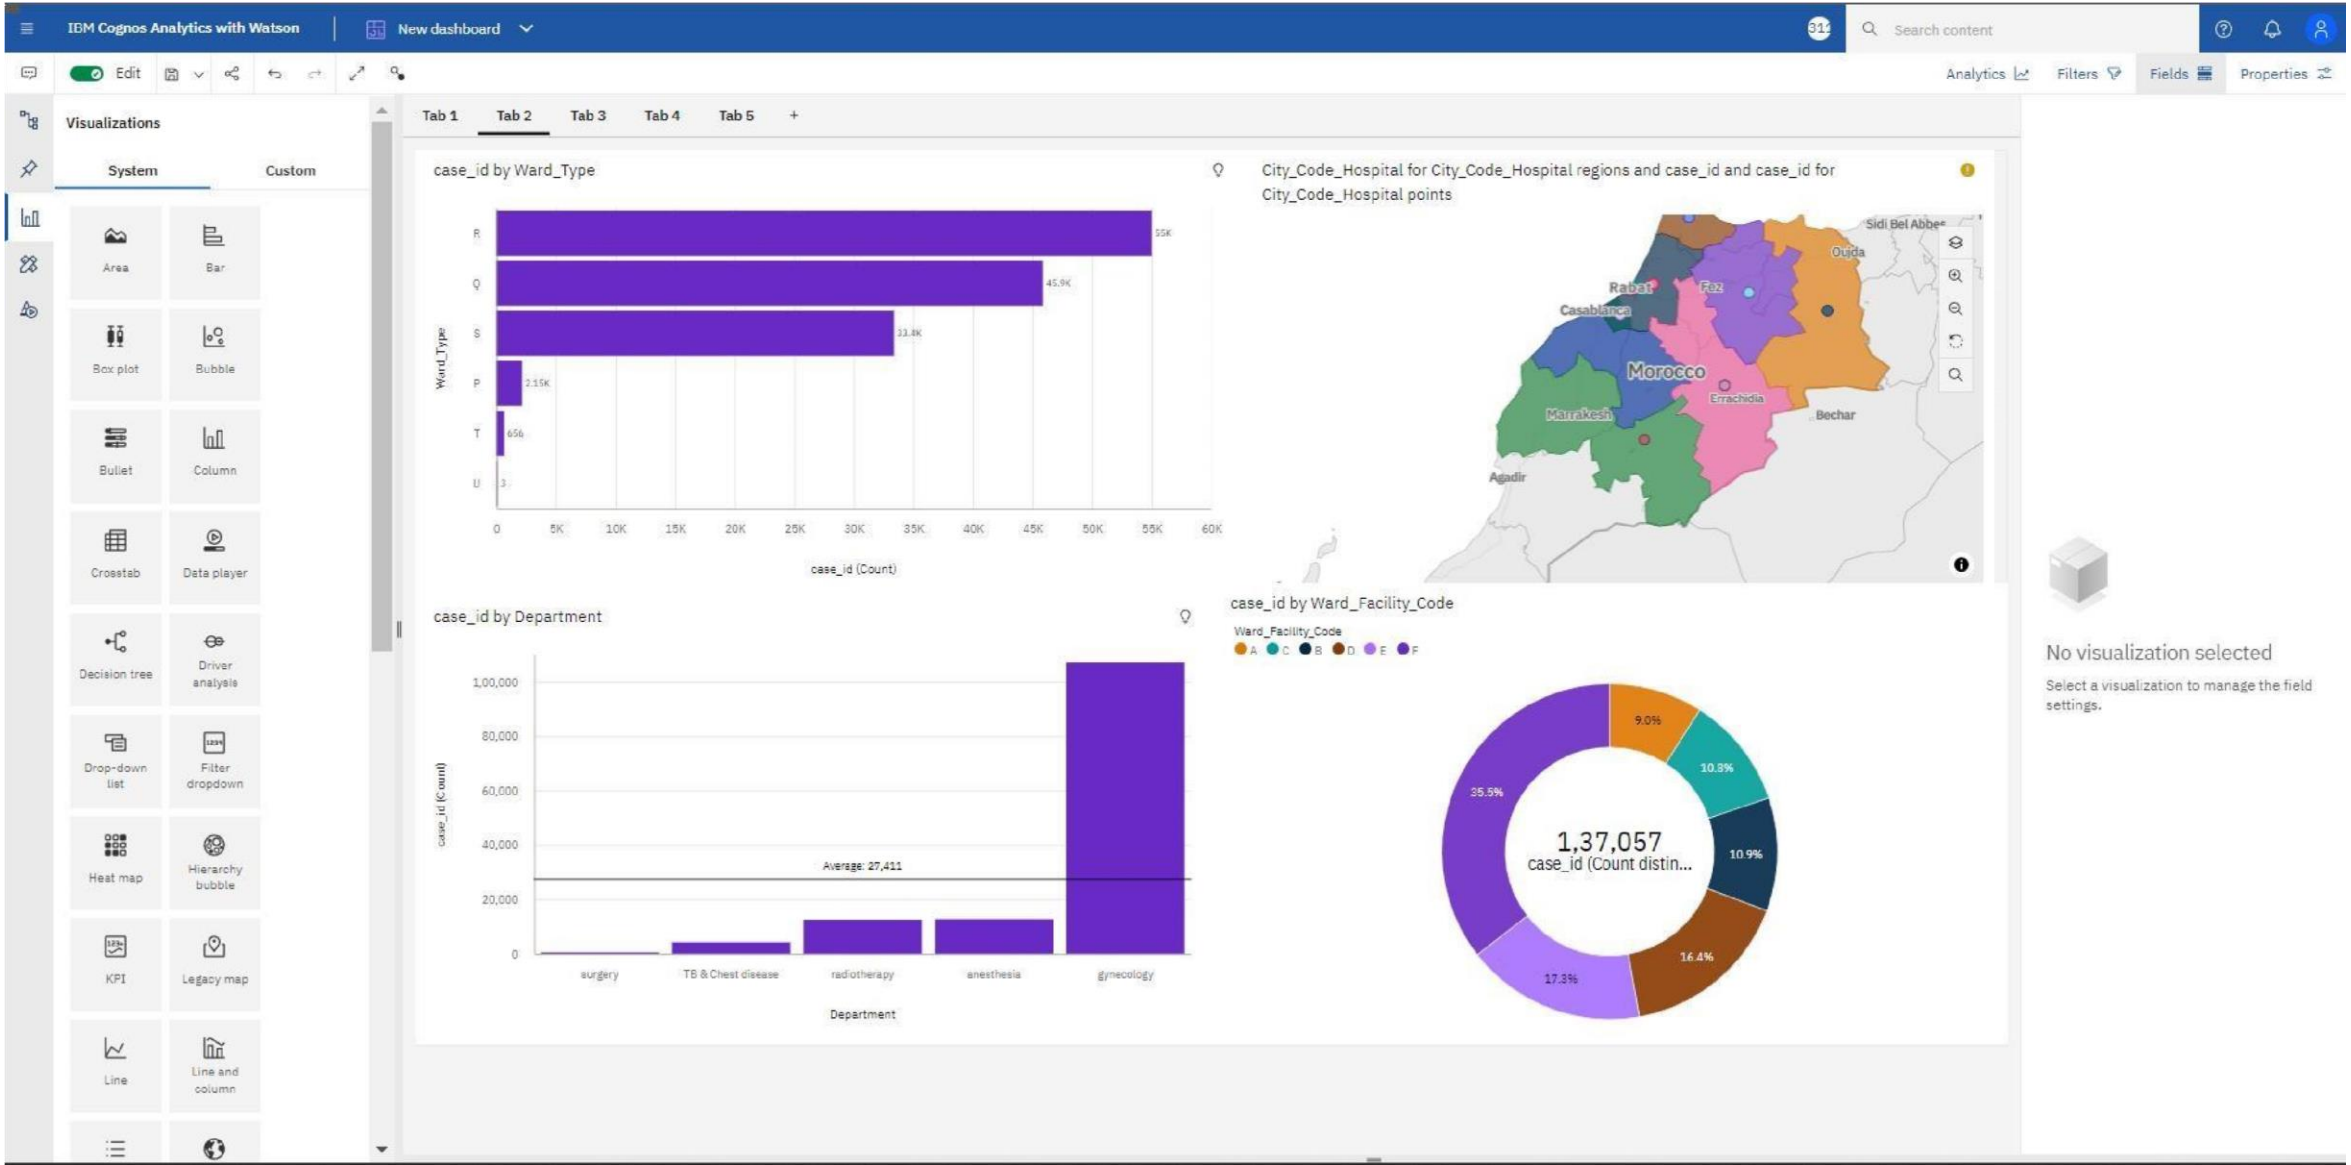 IBM Cognos Analytics with Watson
New dashboard
Search content
Edit
Analytics
Filters
Fields
Properties
Visualizations
System
Custom
Area
Bar
Box plot
Bubble
Bullet
Column
Crosstab
Data player
Decision tree
Driver
analysis
Drop-down
list
Filter
dropdown
Heat map
Hierarchy
bubble
KPI
Legacy map
Line
Line and
column
Tab 1
Tab 2
Tab 3
Tab 4
Tab 5
+
case_id by Ward_Type
Ward_Type
R
55K
Q
45.9K
S
33.4K
P
2.15K
T
656
U
3
0
5K
10K
15K
20K
25K
30K
35K
40K
45K
50K
55K
60K
case_id (Count)
City_Code_Hospital for City_Code_Hospital regions and case_id and case_id for
City_Code_Hospital points
Sidi Bel Abbes
Oujda
Rabat
Fez
Casablanca
Morocco
Errachidia
Marrakesh
Bechar
Agadir
case_id by Department
case_id (Count)
1,00,000
80,000
60,000
40,000
20,000
0
Average: 27,411
surgery
TB & Chest disease
radiotherapy
anesthesia
gynecology
Department
case_id by Ward_Facility_Code
Ward_Facility_Code
A
C
B
D
E
F
9.0%
10.3%
10.9%
16.4%
17.3%
35.5%
1,37,057
case_id (Count distin...
No visualization selected
Select a visualization to manage the field
settings.